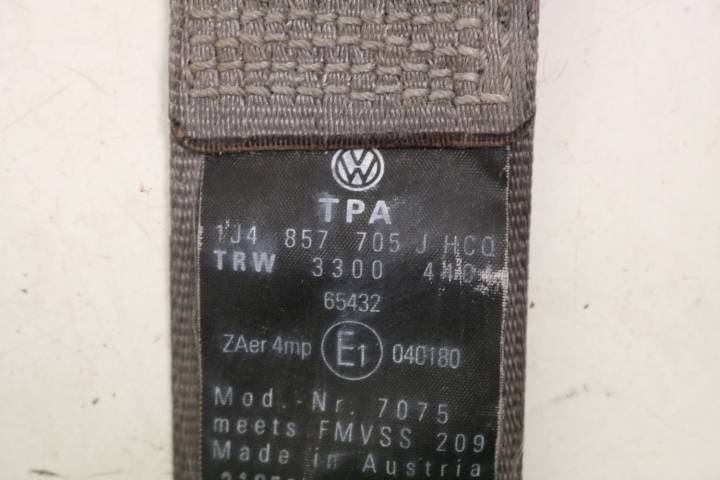 VW
TPA
1J4 857 705 J HCQ
TRW 3300
65432
ZAer 4mp E1 040180
Mod.-Nr. 7075
meets FMVSS 209
Made in Austria